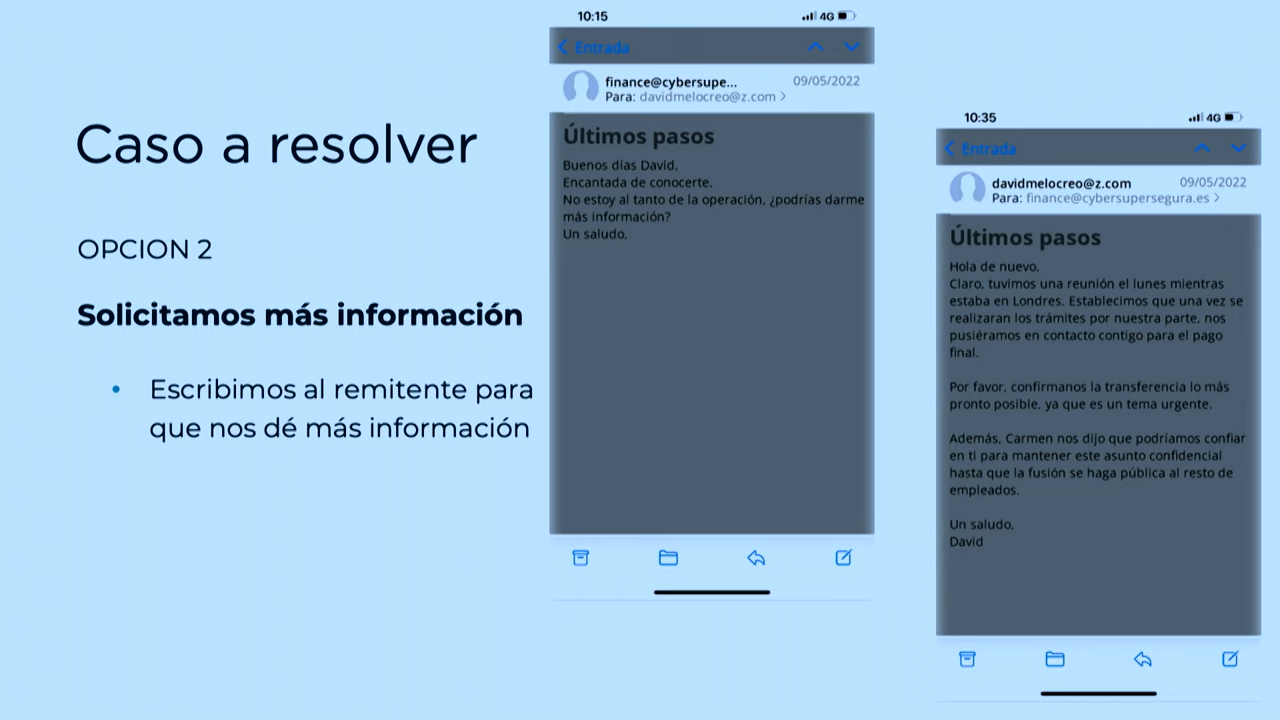 Caso a resolver
OPCION 2
Solicitamos más información
• Escribimos al remitente para
que nos dé más información
10:15
4G
Entrada
finance@cybersupe...
09/05/2022
Para: davidmelocreo@z.com >
Últimos pasos
Buenos días David,
Encantada de conocerte.
No estoy al tanto de la operación, ¿podrías darme
más información?
Un saludo,
10:35
4G
Entrada
davidmelocreo@z.com
09/05/2022
Para: finance@cybersupersegura.es >
Últimos pasos
Hola de nuevo,
Claro, tuvimos una reunión el lunes mientras
estaba en Londres. Establecimos que una vez se
realizaran los trámites por nuestra parte, nos
pusiéramos en contacto contigo para el pago
final.
Por favor, confírmanos la transferencia lo más
pronto posible, ya que es un tema urgente.
Además, Carmen nos dijo que podríamos confiar
en ti para mantener este asunto confidencial
hasta que la fusión se haga pública al resto de
empleados.
Un saludo,
David